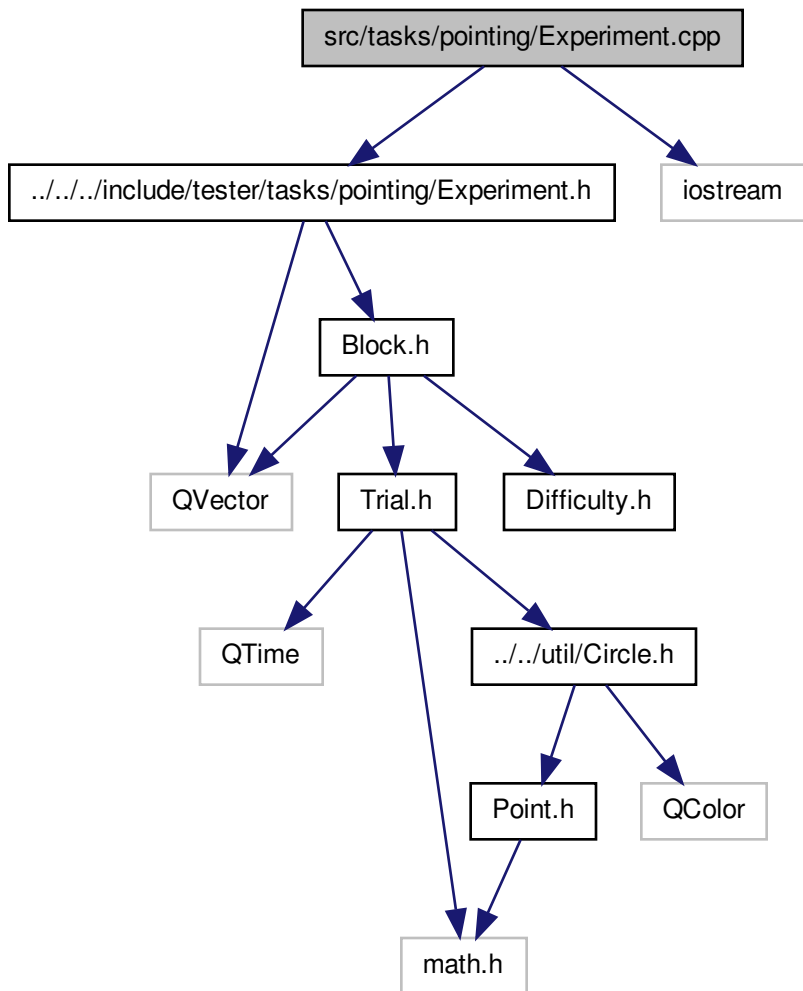 src/tasks/pointing/Experiment.cpp
../../../include/tester/tasks/pointing/Experiment.h
iostream
Block.h
QVector
Trial.h
Difficulty.h
QTime
../../util/Circle.h
Point.h
QColor
math.h